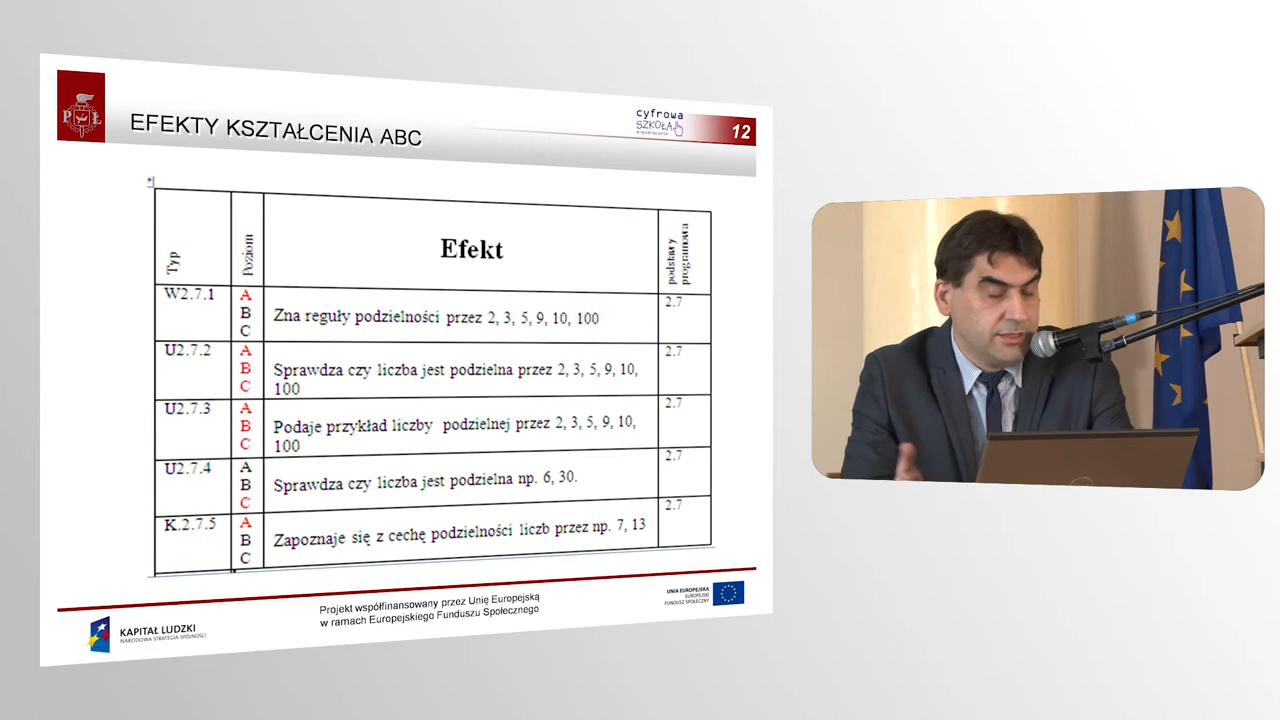 P Ł
EFEKTY KSZTAŁCENIA ABC
cyfrowa
SZKOŁA
12
Typ
Poziom
Efekt
podstawy
programowa
W2.7.1
A
B
C
Zna reguły podzielności przez 2, 3, 5, 9, 10, 100
2.7
U2.7.2
A
B
C
Sprawdza czy liczba jest podzielna przez 2, 3, 5, 9, 10,
100
2.7
U2.7.3
A
B
C
Podaje przykład liczby podzielnej przez 2, 3, 5, 9, 10,
100
2.7
U2.7.4
A
B
C
Sprawdza czy liczba jest podzielna np. 6, 30.
2.7
K.2.7.5
A
B
C
Zapoznaje się z cechę podzielności liczb przez np. 7, 13
2.7
KAPITAŁ LUDZKI
NARODOWA STRATEGIA SPÓJNOŚCI
Projekt współfinansowany przez Unię Europejską
w ramach Europejskiego Funduszu Społecznego
UNIA EUROPEJSKA
EUROPEJSKI
FUNDUSZ SPOŁECZNY